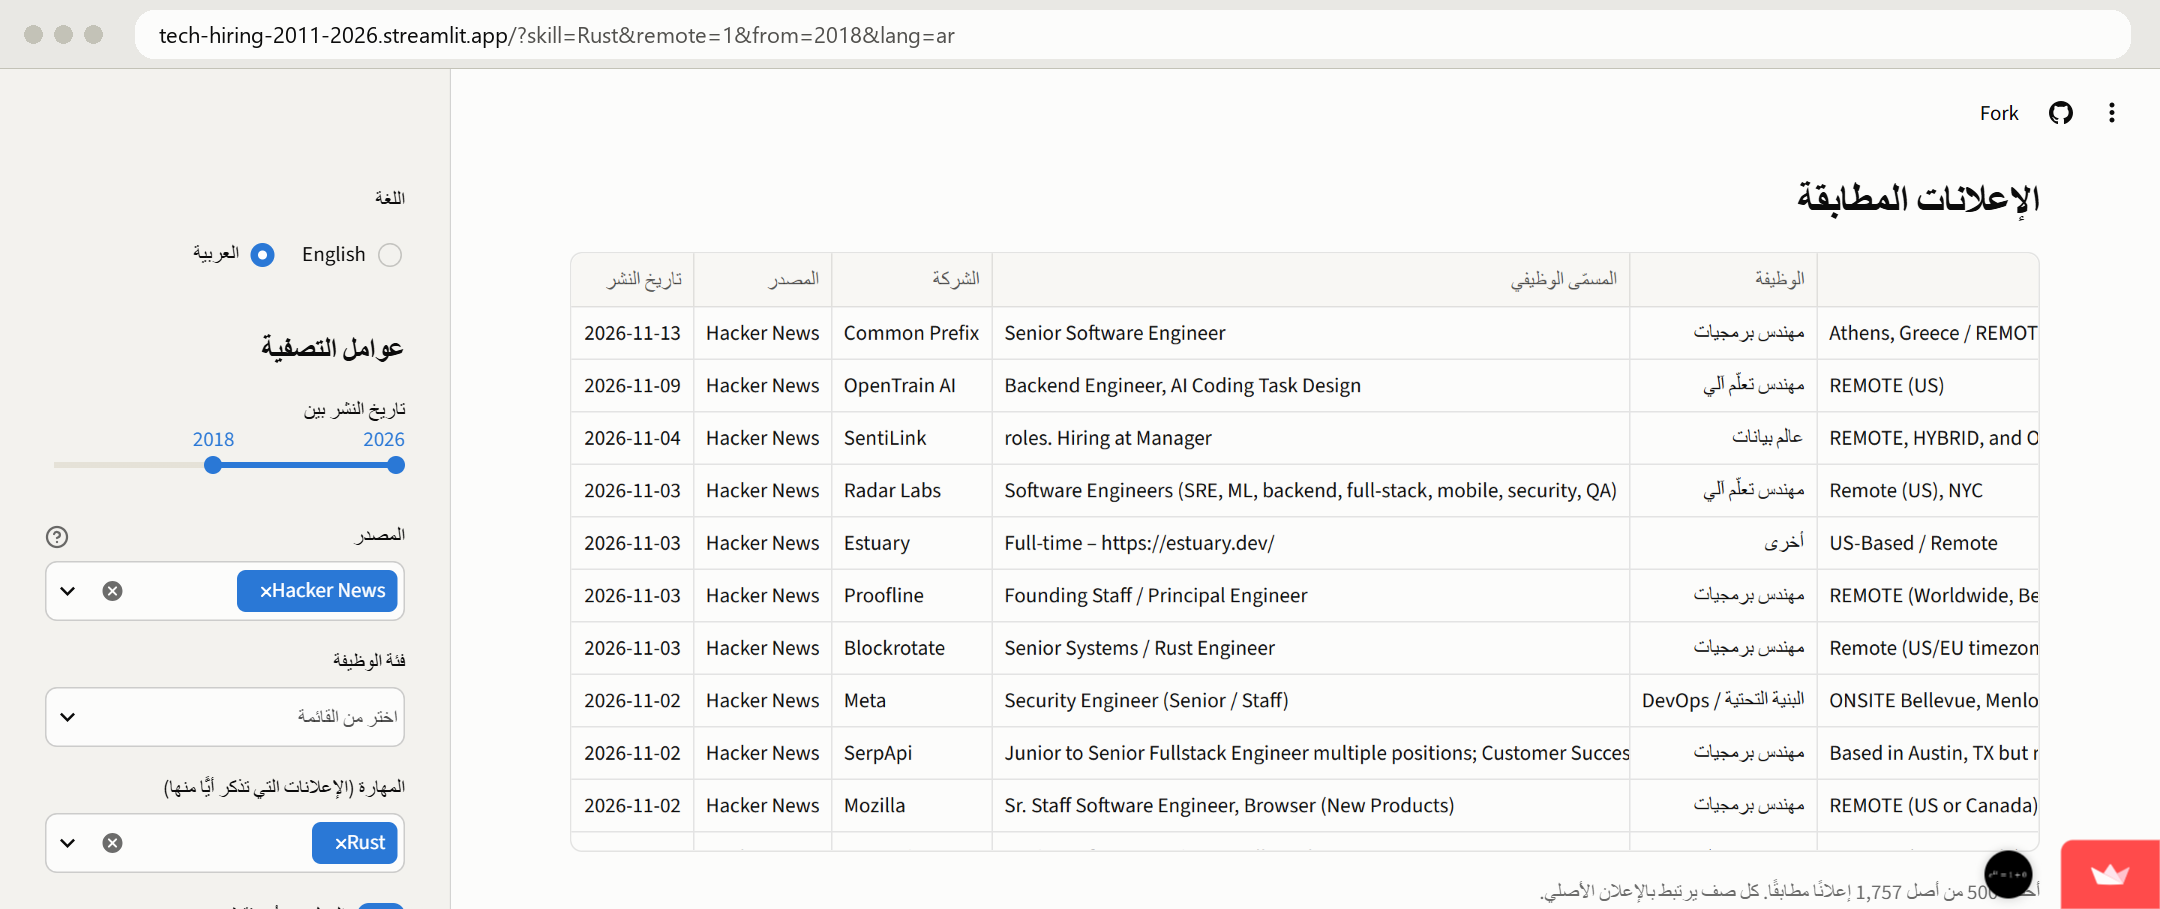 tech-hiring-2011-2026.streamlit.app/?skill=Rust&remote=1&from=2018&lang=ar
Fork
اللغة
English
العربية
عوامل التصفية
تاريخ النشر بين
2018 2026
المصدر
Hacker News×
فئة الوظيفة
اختر من القائمة
المهارة (الإعلانات التي تذكر أيًّا منها)
Rust×
الإعلانات المطابقة
تاريخ النشر المصدر الشركة المسمّى الوظيفي الوظيفة
2026-11-13 Hacker News Common Prefix Senior Software Engineer مهندس برمجيات Athens, Greece / REMOT
2026-11-09 Hacker News OpenTrain AI Backend Engineer, AI Coding Task Design مهندس تعلّم آلي REMOTE (US)
2026-11-04 Hacker News SentiLink roles. Hiring at Manager عالم بيانات REMOTE, HYBRID, and O
2026-11-03 Hacker News Radar Labs Software Engineers (SRE, ML, backend, full-stack, mobile, security, QA) مهندس تعلّم آلي Remote (US), NYC
2026-11-03 Hacker News Estuary Full-time – https://estuary.dev/ أخرى US-Based / Remote
2026-11-03 Hacker News Proofline Founding Staff / Principal Engineer مهندس برمجيات REMOTE (Worldwide, Be
2026-11-03 Hacker News Blockrotate Senior Systems / Rust Engineer مهندس برمجيات Remote (US/EU timezon
2026-11-02 Hacker News Meta Security Engineer (Senior / Staff) البنية التحتية / DevOps ONSITE Bellevue, Menlo
2026-11-02 Hacker News SerpApi Junior to Senior Fullstack Engineer multiple positions; Customer Succes مهندس برمجيات Based in Austin, TX but r
2026-11-02 Hacker News Mozilla Sr. Staff Software Engineer, Browser (New Products) مهندس برمجيات REMOTE (US or Canada)
من أصل 1,757 إعلانًا مطابقًا. كل صف يرتبط بالإعلان الأصلي.